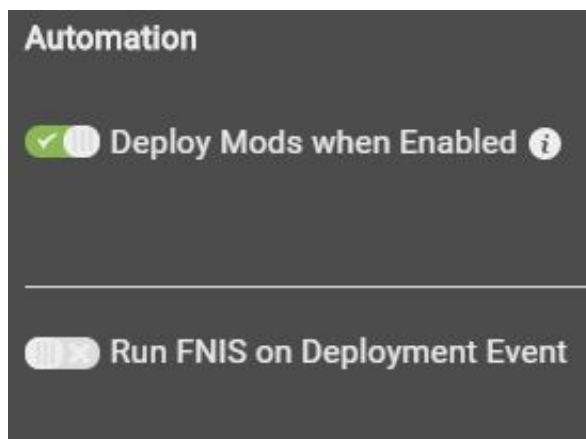 Automation
Deploy Mods when Enabled
Run FNIS on Deployment Event